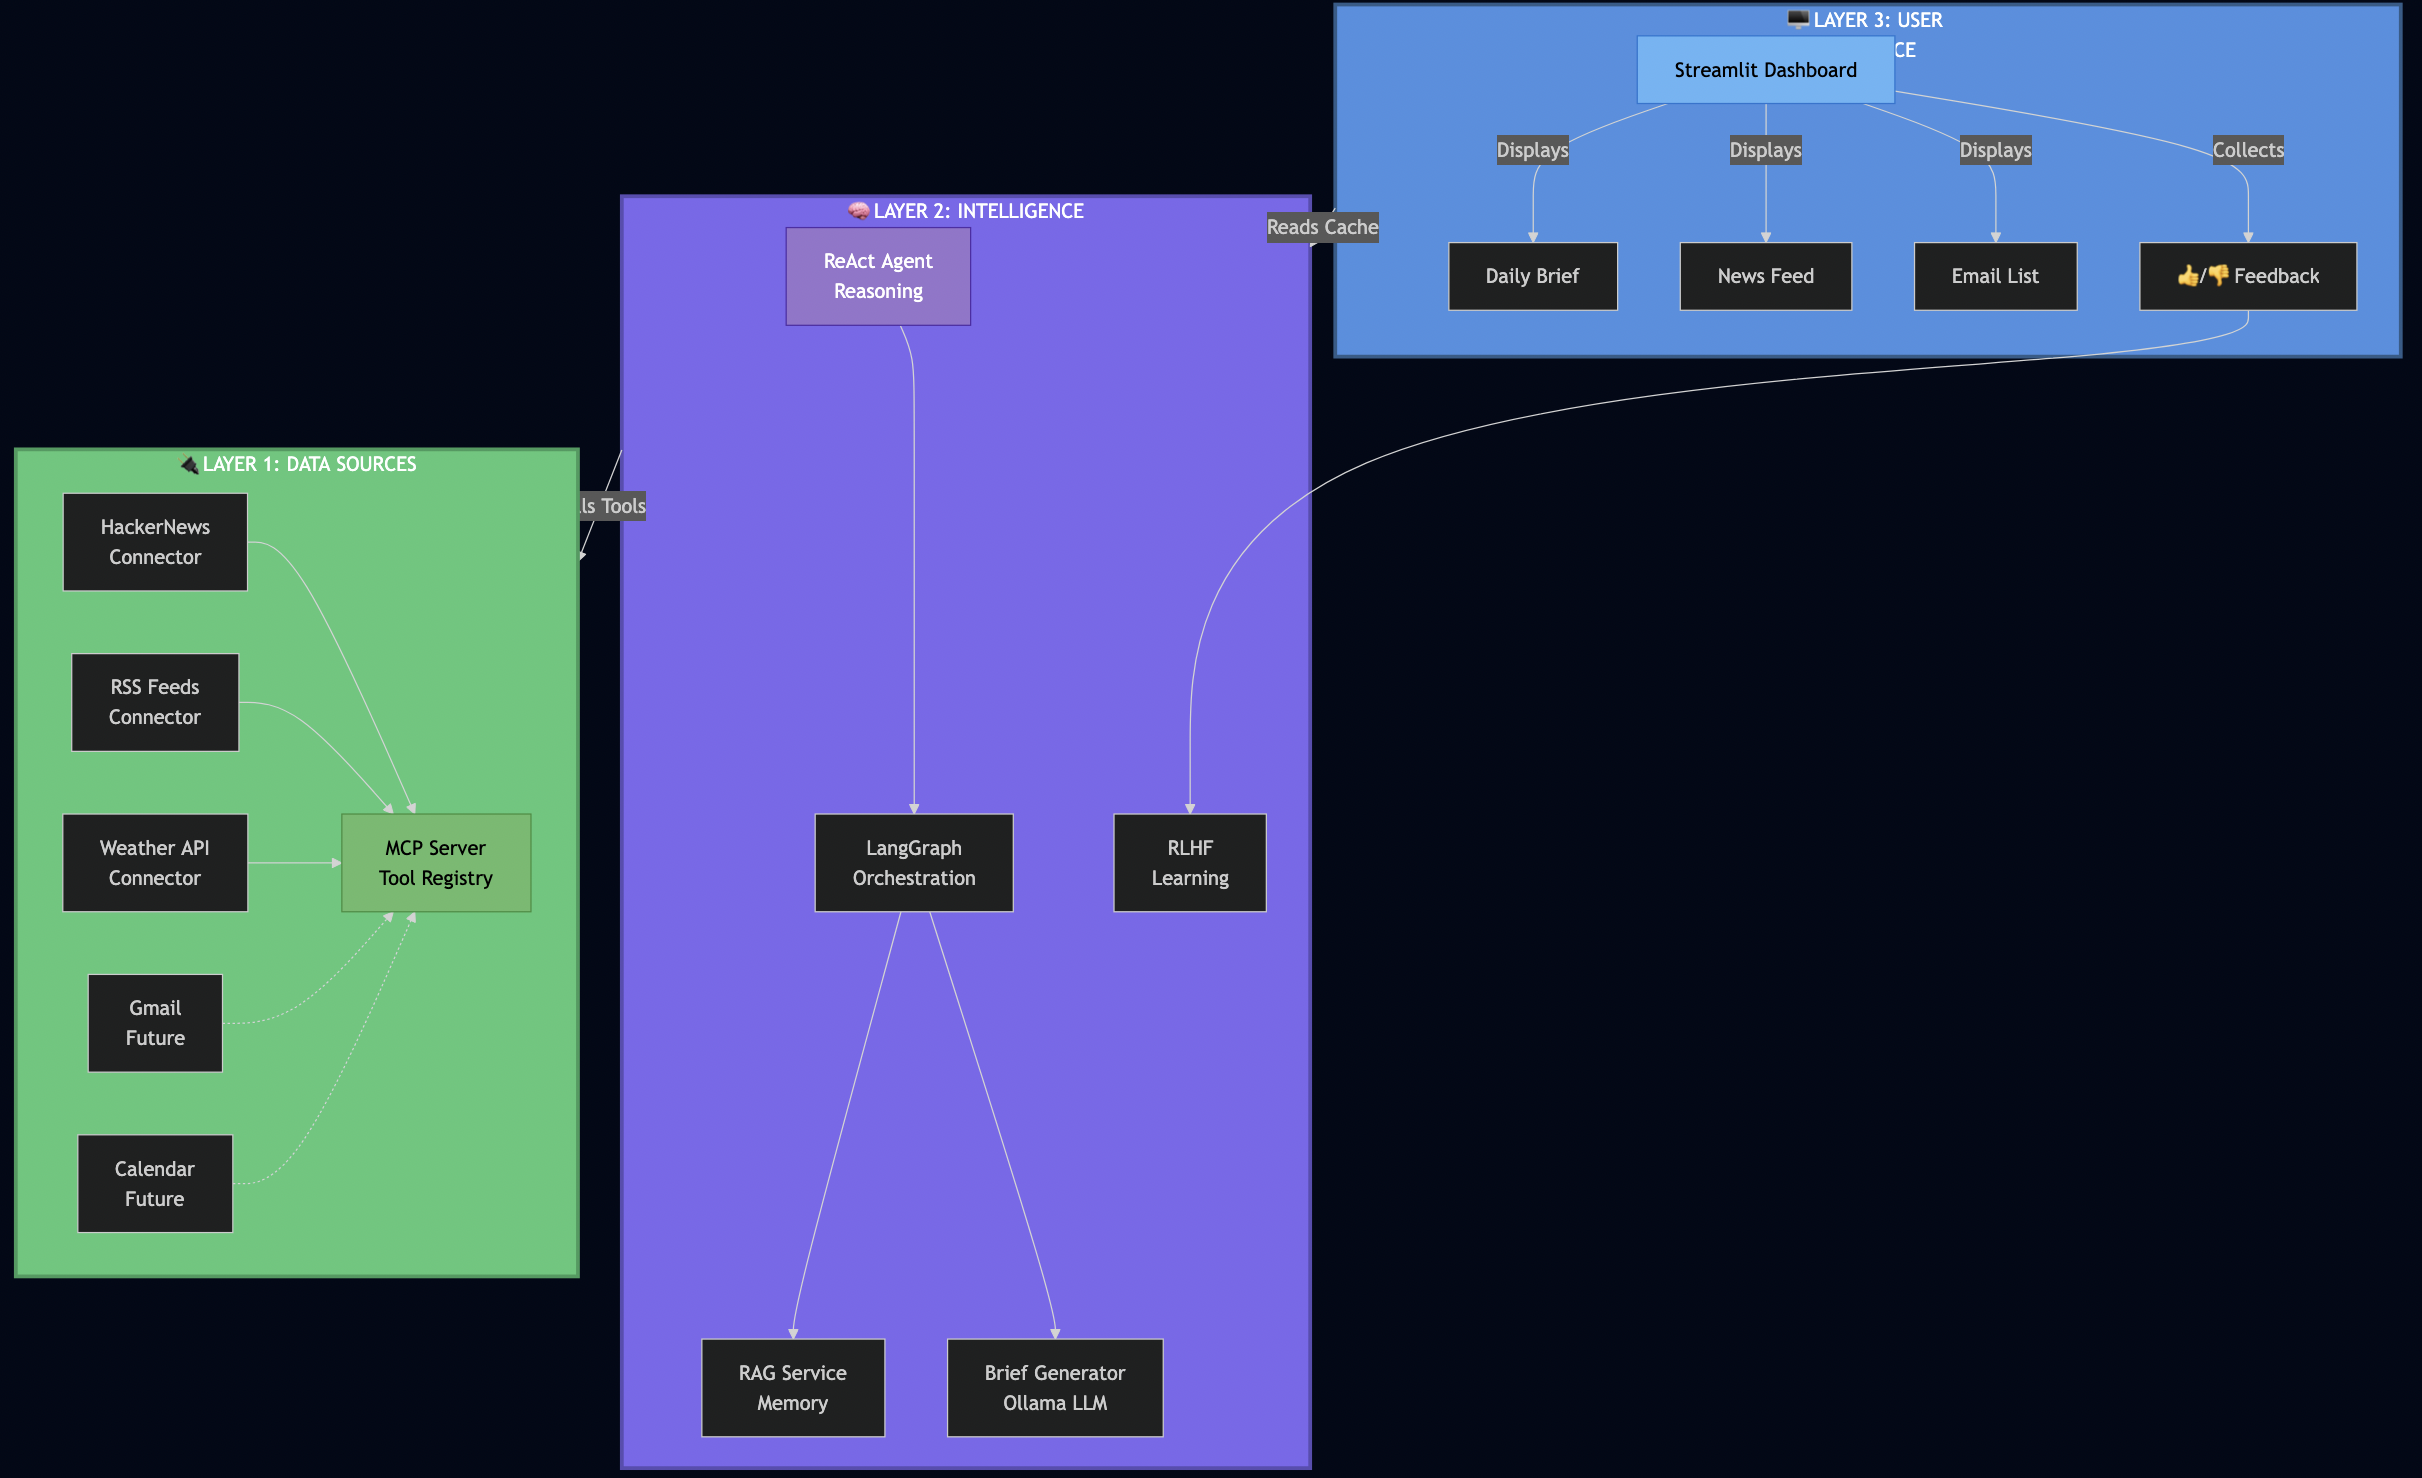 🔌 LAYER 1: DATA SOURCES
HackerNews
Connector
RSS Feeds
Connector
Weather API
Connector
Gmail
Future
Calendar
Future
MCP Server
Tool Registry
Tools
🧠 LAYER 2: INTELLIGENCE
ReAct Agent
Reasoning
LangGraph
Orchestration
RLHF
Learning
RAG Service
Memory
Brief Generator
Ollama LLM
Reads Cache
🖥️ LAYER 3: USER
Streamlit Dashboard
Displays
Displays
Displays
Collects
Daily Brief
News Feed
Email List
👍/👎 Feedback